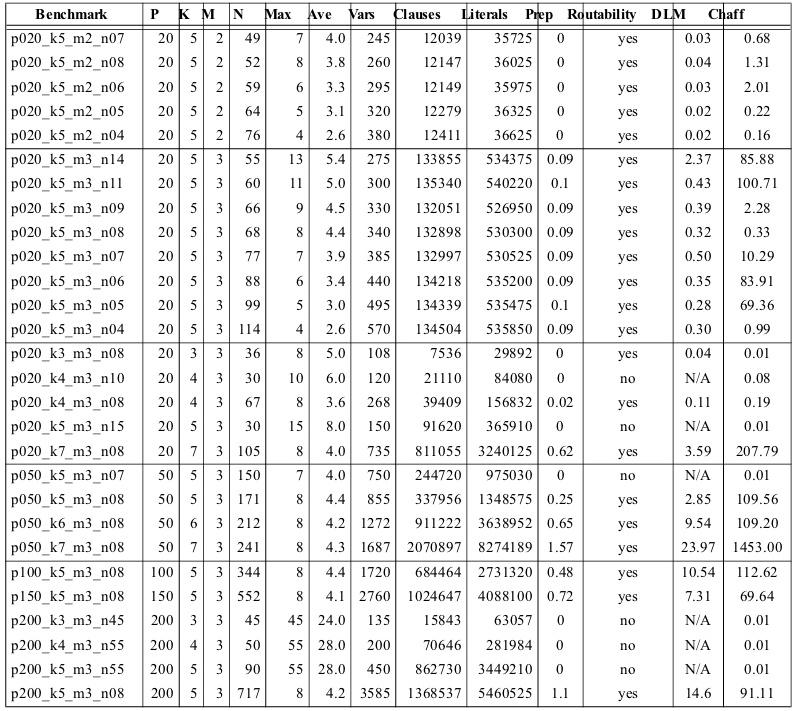 Benchmark P K M N Max Ave Vars Clauses Literals Prep Routability DLM Chaff
p020_k5_m2_n07 20 5 2 49 7 4.0 245 12039 35725 0 yes 0.03 0.68
p020_k5_m2_n08 20 5 2 52 8 3.8 260 12147 36025 0 yes 0.04 1.31
p020_k5_m2_n06 20 5 2 59 6 3.3 295 12149 35975 0 yes 0.03 2.01
p020_k5_m2_n05 20 5 2 64 5 3.1 320 12279 36325 0 yes 0.02 0.22
p020_k5_m2_n04 20 5 2 76 4 2.6 380 12411 36625 0 yes 0.02 0.16
p020_k5_m3_n14 20 5 3 55 13 5.4 275 133855 534375 0.09 yes 2.37 85.88
p020_k5_m3_n11 20 5 3 60 11 5.0 300 135340 540220 0.1 yes 0.43 100.71
p020_k5_m3_n09 20 5 3 66 9 4.5 330 132051 526950 0.09 yes 0.39 2.28
p020_k5_m3_n08 20 5 3 68 8 4.4 340 132898 530300 0.09 yes 0.32 0.33
p020_k5_m3_n07 20 5 3 77 7 3.9 385 132997 530525 0.09 yes 0.50 10.29
p020_k5_m3_n06 20 5 3 88 6 3.4 440 134218 535200 0.09 yes 0.35 83.91
p020_k5_m3_n05 20 5 3 99 5 3.0 495 134339 535475 0.1 yes 0.28 69.36
p020_k5_m3_n04 20 5 3 114 4 2.6 570 134504 535850 0.09 yes 0.30 0.99
p020_k3_m3_n08 20 3 3 36 8 5.0 108 7536 29892 0 yes 0.04 0.01
p020_k4_m3_n10 20 4 3 30 10 6.0 120 21110 84080 0 no N/A 0.08
p020_k4_m3_n08 20 4 3 67 8 3.6 268 39409 156832 0.02 yes 0.11 0.19
p020_k5_m3_n15 20 5 3 30 15 8.0 150 91620 365910 0 no N/A 0.01
p020_k7_m3_n08 20 7 3 105 8 4.0 735 811055 3240125 0.62 yes 3.59 207.79
p050_k5_m3_n07 50 5 3 150 7 4.0 750 244720 975030 0 no N/A 0.01
p050_k5_m3_n08 50 5 3 171 8 4.4 855 337956 1348575 0.25 yes 2.85 109.56
p050_k6_m3_n08 50 6 3 212 8 4.2 1272 911222 3638952 0.65 yes 9.54 109.20
p050_k7_m3_n08 50 7 3 241 8 4.3 1687 2070897 8274189 1.57 yes 23.97 1453.00
p100_k5_m3_n08 100 5 3 344 8 4.4 1720 684464 2731320 0.48 yes 10.54 112.62
p150_k5_m3_n08 150 5 3 552 8 4.1 2760 1024647 4088100 0.72 yes 7.31 69.64
p200_k3_m3_n45 200 3 3 45 45 24.0 135 15843 63057 0 no N/A 0.01
p200_k4_m3_n55 200 4 3 50 55 28.0 200 70646 281984 0 no N/A 0.01
p200_k5_m3_n55 200 5 3 90 55 28.0 450 862730 3449210 0 no N/A 0.01
p200_k5_m3_n08 200 5 3 717 8 4.2 3585 1368537 5460525 1.1 yes 14.6 91.11